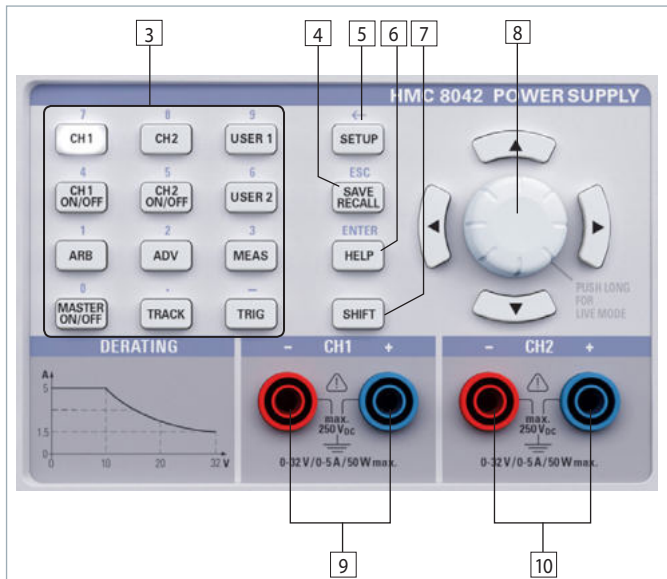 3
4
5
6
7
8
HMC 8042 POWER SUPPLY
7 8 9 ←
CH1 CH2 USER 1 SETUP
4 5 6 ESC
CH1 ON/OFF CH2 ON/OFF USER 2 SAVE RECALL
1 2 3 ENTER
ARB ADV MEAS HELP
0 . –
MASTER ON/OFF TRACK TRIG SHIFT
PUSH LONG
FOR
LIVE MODE
DERATING
A
5
1.5
0
0 10 20 32 V
– CH1 +
max.
250 VDC
0-32 V/0-5 A/50 W max.
– CH2 +
max.
250 VDC
0-32 V/0-5 A/50 W max.
9
10